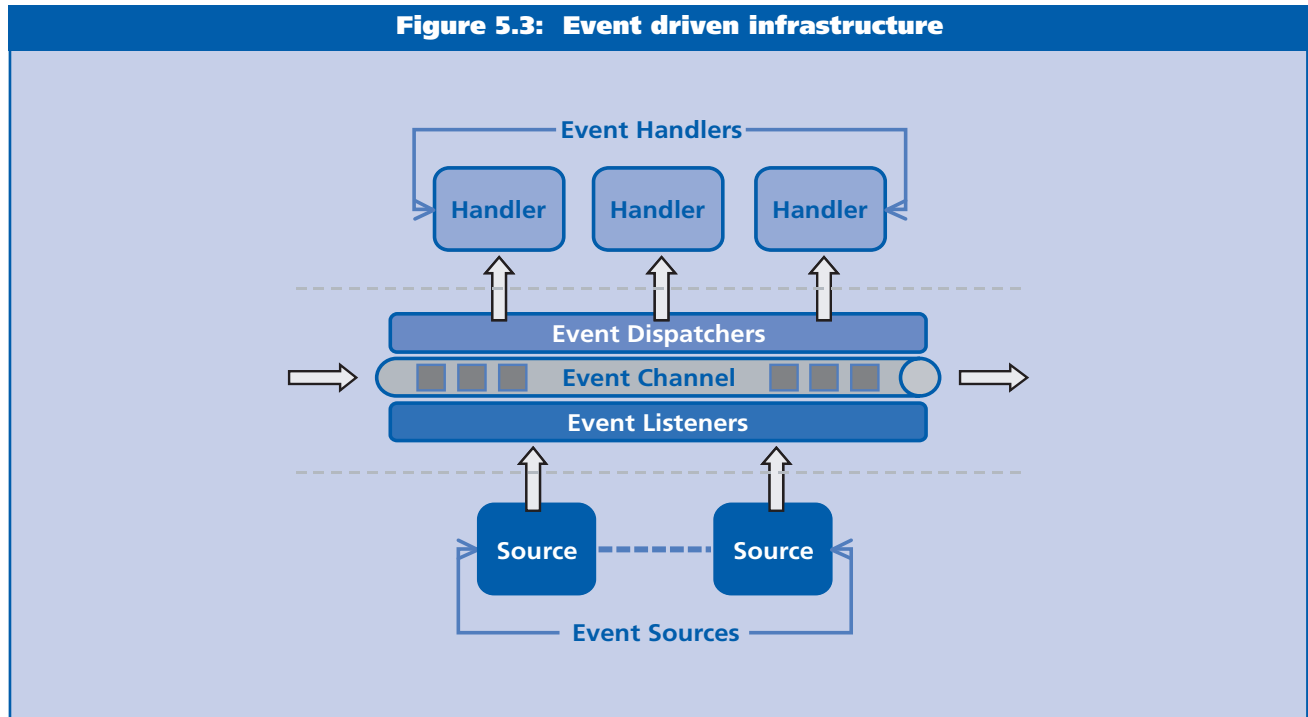 Figure 5.3: Event driven infrastructure
Event Handlers
Handler
Handler
Handler
Event Dispatchers
Event Channel
Event Listeners
Source
Source
Event Sources